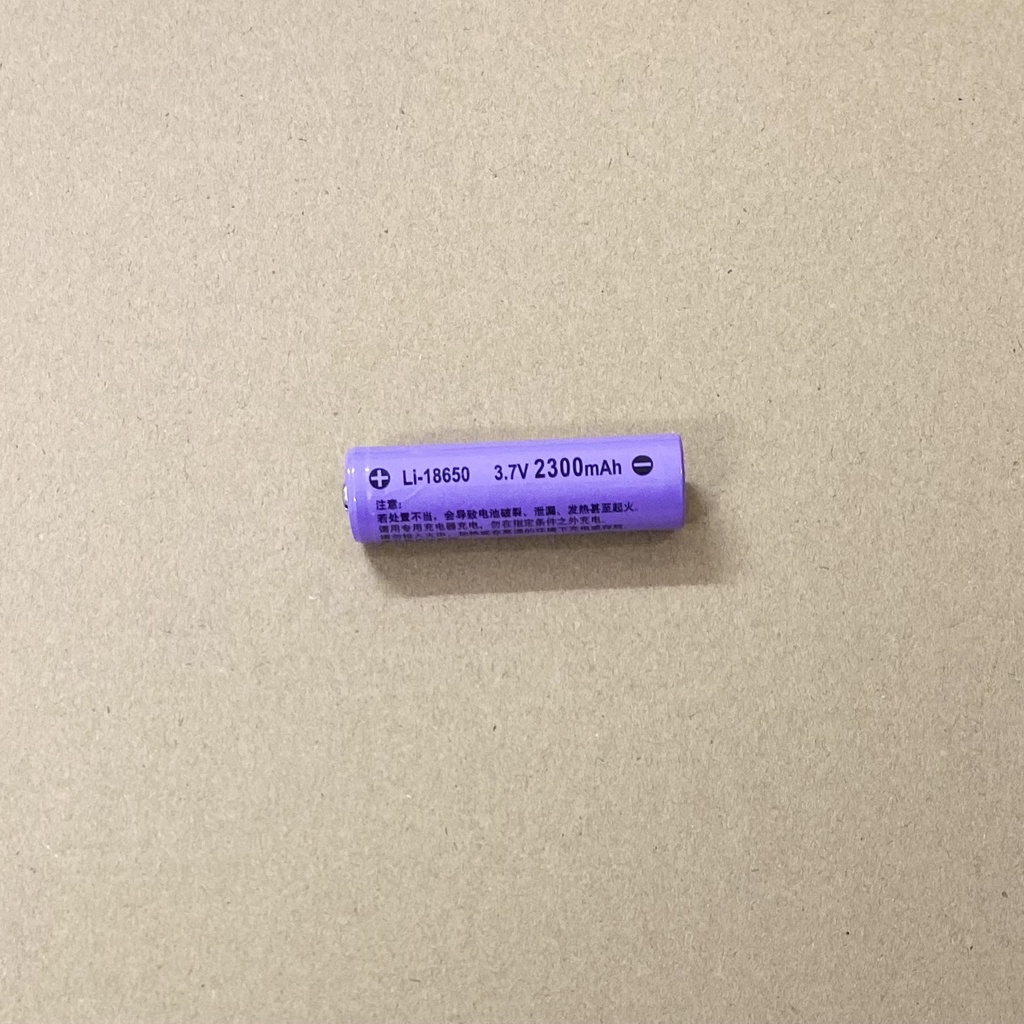 + Li-18650 3.7V 2300mAh -
注意:
若处置不当、会导致电池破裂、泄漏、发热甚至起火.
请用专用充电器充电、勿在指定条件之外充电.